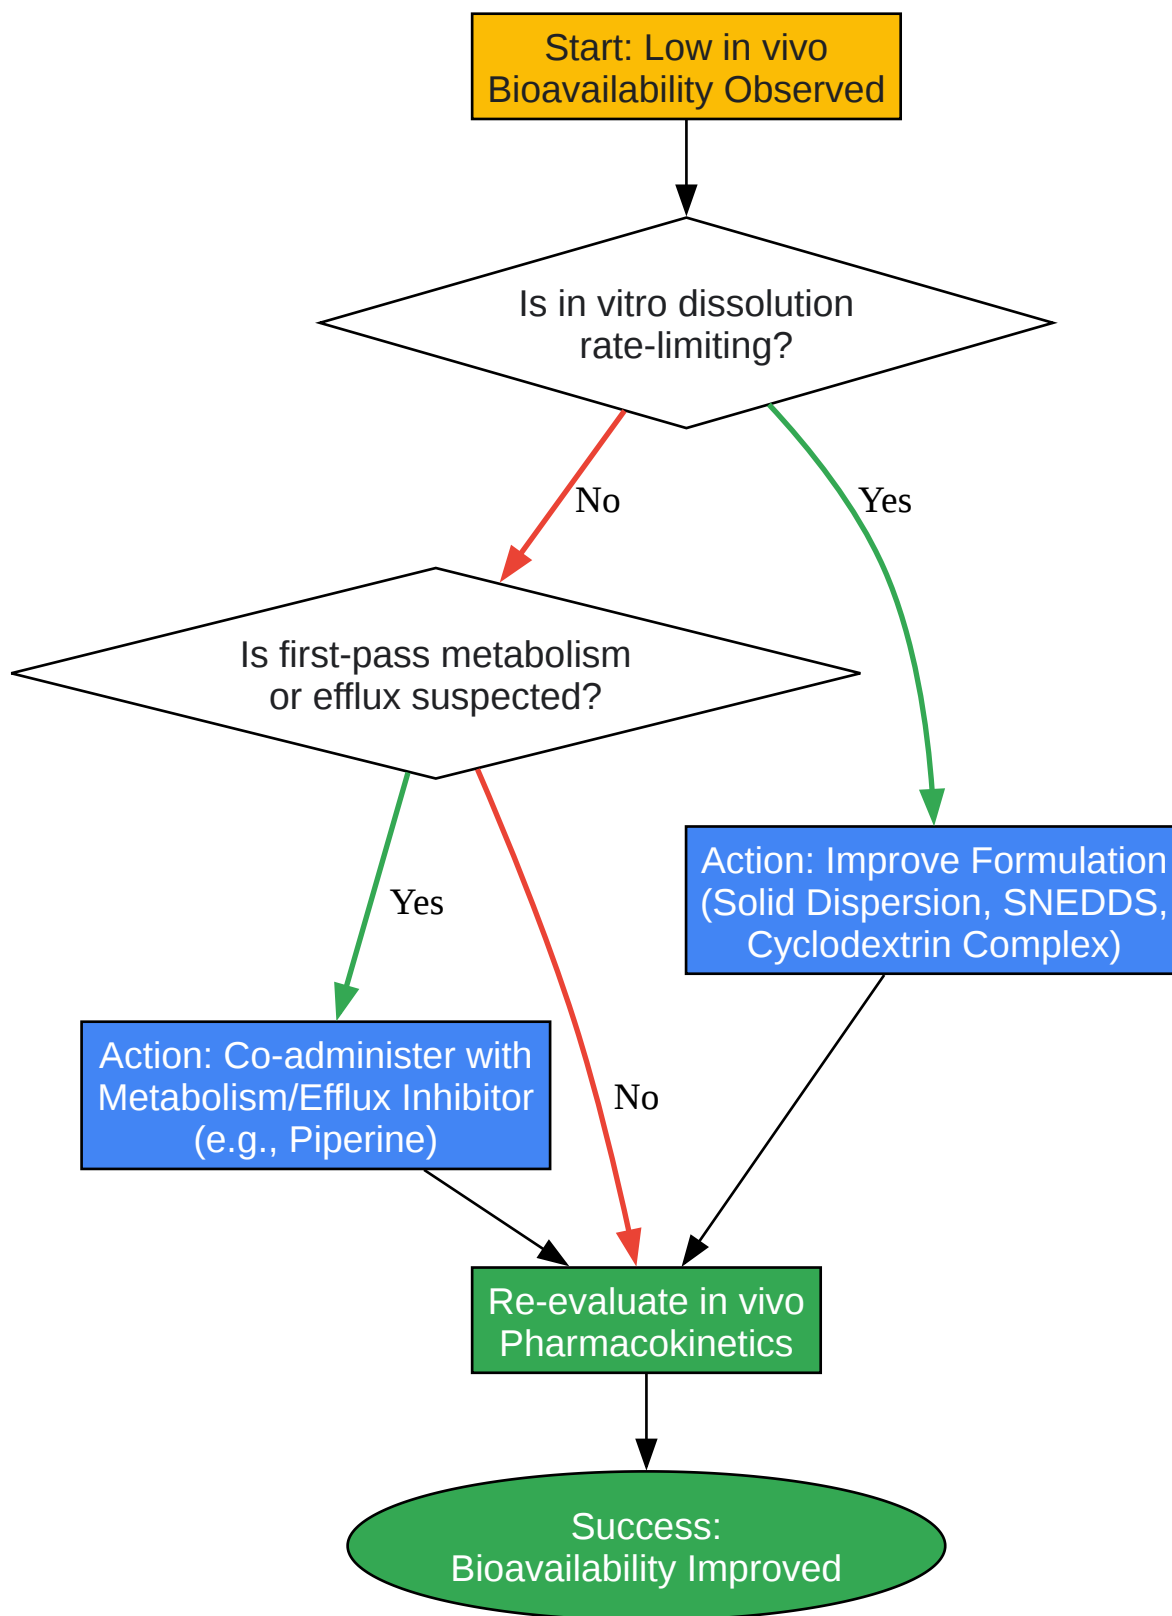 Start: Low in vivo
Bioavailability Observed
Is in vitro dissolution
rate-limiting?
No
Yes
Is first-pass metabolism
or efflux suspected?
Action: Improve Formulation
(Solid Dispersion, SNEDDS,
Cyclodextrin Complex)
Yes
Action: Co-administer with
Metabolism/Efflux Inhibitor
(e.g., Piperine)
No
Re-evaluate in vivo
Pharmacokinetics
Success:
Bioavailability Improved